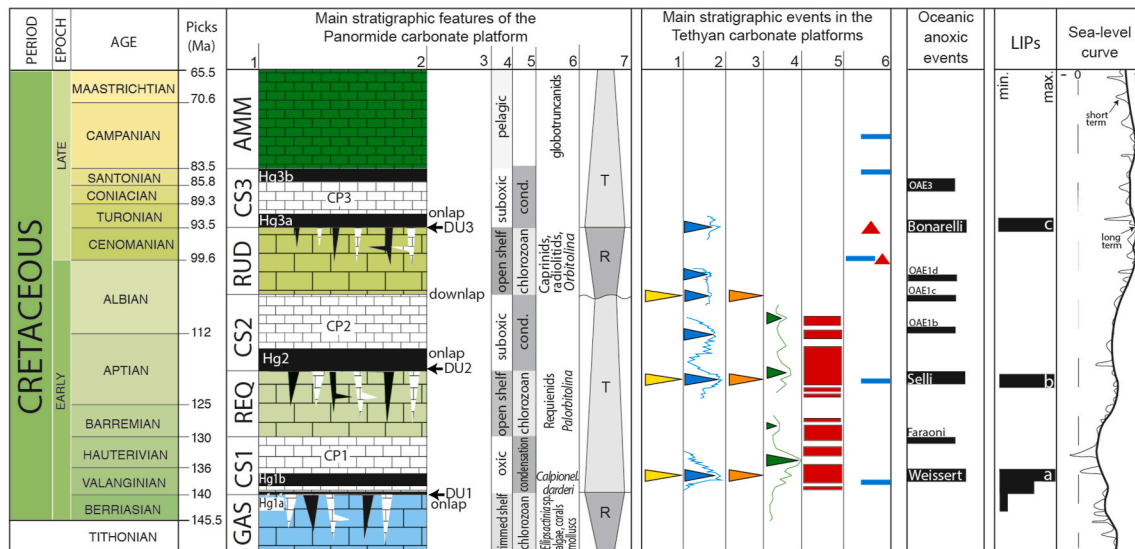 PERIOD
EPOCH
AGE
Picks
(Ma)
Main stratigraphic features of the
Panormide carbonate platform
1
2
3
4
5
6
7
Main stratigraphic events in the
Tethyan carbonate platforms
1
2
3
4
5
6
Oceanic
anoxic
events
LIPs
min.
max.
Sea-level
curve
- 0
CRETACEOUS
LATE
EARLY
MAASTRICHTIAN
CAMPANIAN
SANTONIAN
CONIACIAN
TURONIAN
CENOMANIAN
ALBIAN
APTIAN
BARREMIAN
HAUTERIVIAN
VALANGINIAN
BERRIASIAN
TITHONIAN
65.5
70.6
83.5
85.8
89.3
93.5
99.6
112
125
130
136
140
145.5
AMM
CS3
RUD
CS2
REQ
CS1
GAS
Hg3b
CP3
Hg3a
CP2
Hg2
CP1
Hg1b
Hg1a
onlap
DU3
downlap
onlap
DU2
DU1
onlap
pelagic
suboxic
open shelf
suboxic
open shelf
oxic
immed shelf
cond.
chlorozoan
cond.
chlorozoan
condensation
chlorozoan
globotruncanids
Caprinids,
radiolitids,
Orbitolina
Requienids
Palorbitolina
Calpionel.
darderi
Ellipsactinia sp.
algae, corals
molluscs
T
R
T
R
OAE3
Bonarelli
OAE1d
OAE1c
OAE1b
Selli
Faraoni
Weissert
c
b
a
short
term
long
term